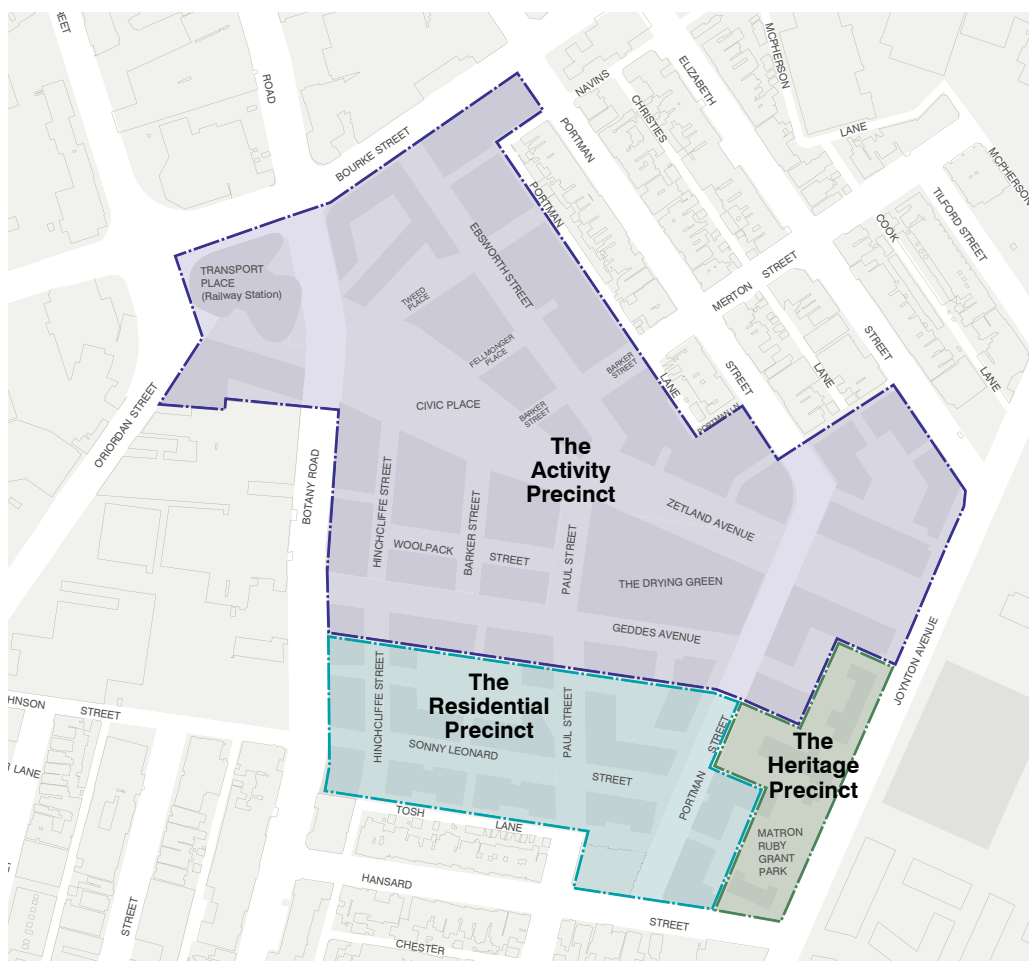 REET
ROAD
BOURKE STREET
NAVINS
PORTMAN
CHRISTIES
ELIZABETH
MCPHERSON
LANE
MCPHERSON
TILFORD STREET
COOK
LANE
MERTON STREET
STREET
LANE
STREET
PORTMAN
LANE
PORTMAN LN
TRANSPORT
PLACE
(Railway Station)
EBSWORTH STREET
TWEED
PLACE
FELLMONGER
PLACE
BARKER
STREET
CIVIC PLACE
BARKER
STREET
O'RIORDAN STREET
BOTANY ROAD
The
Activity
Precinct
HINCHCLIFFE STREET
WOOLPACK
STREET
BARKER STREET
PAUL STREET
ZETLAND AVENUE
THE DRYING GREEN
GEDDES AVENUE
JOYNTON AVENUE
The
Residential
Precinct
HINCHCLIFFE STREET
SONNY LEONARD
STREET
PAUL STREET
PORTMAN
STREET
The
Heritage
Precinct
MATRON
RUBY
GRANT
PARK
HNSON
STREET
R LANE
TOSH
LANE
HANSARD
STREET
STREET
CHESTER